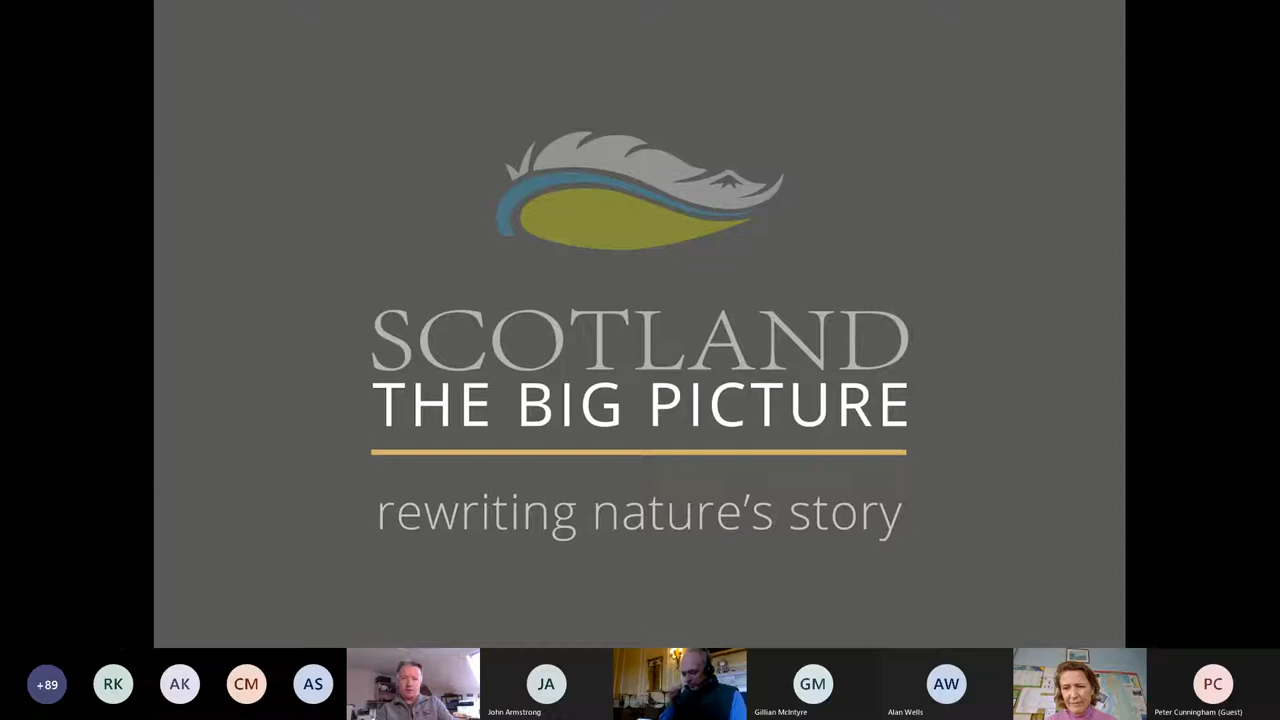 SCOTLAND
THE BIG PICTURE
rewriting nature's story
+89
RK
AK
CM
AS
JA
John Armstrong
GM
Gillian McIntyre
AW
Alan Wells
PC
Peter Cunningham (Guest)